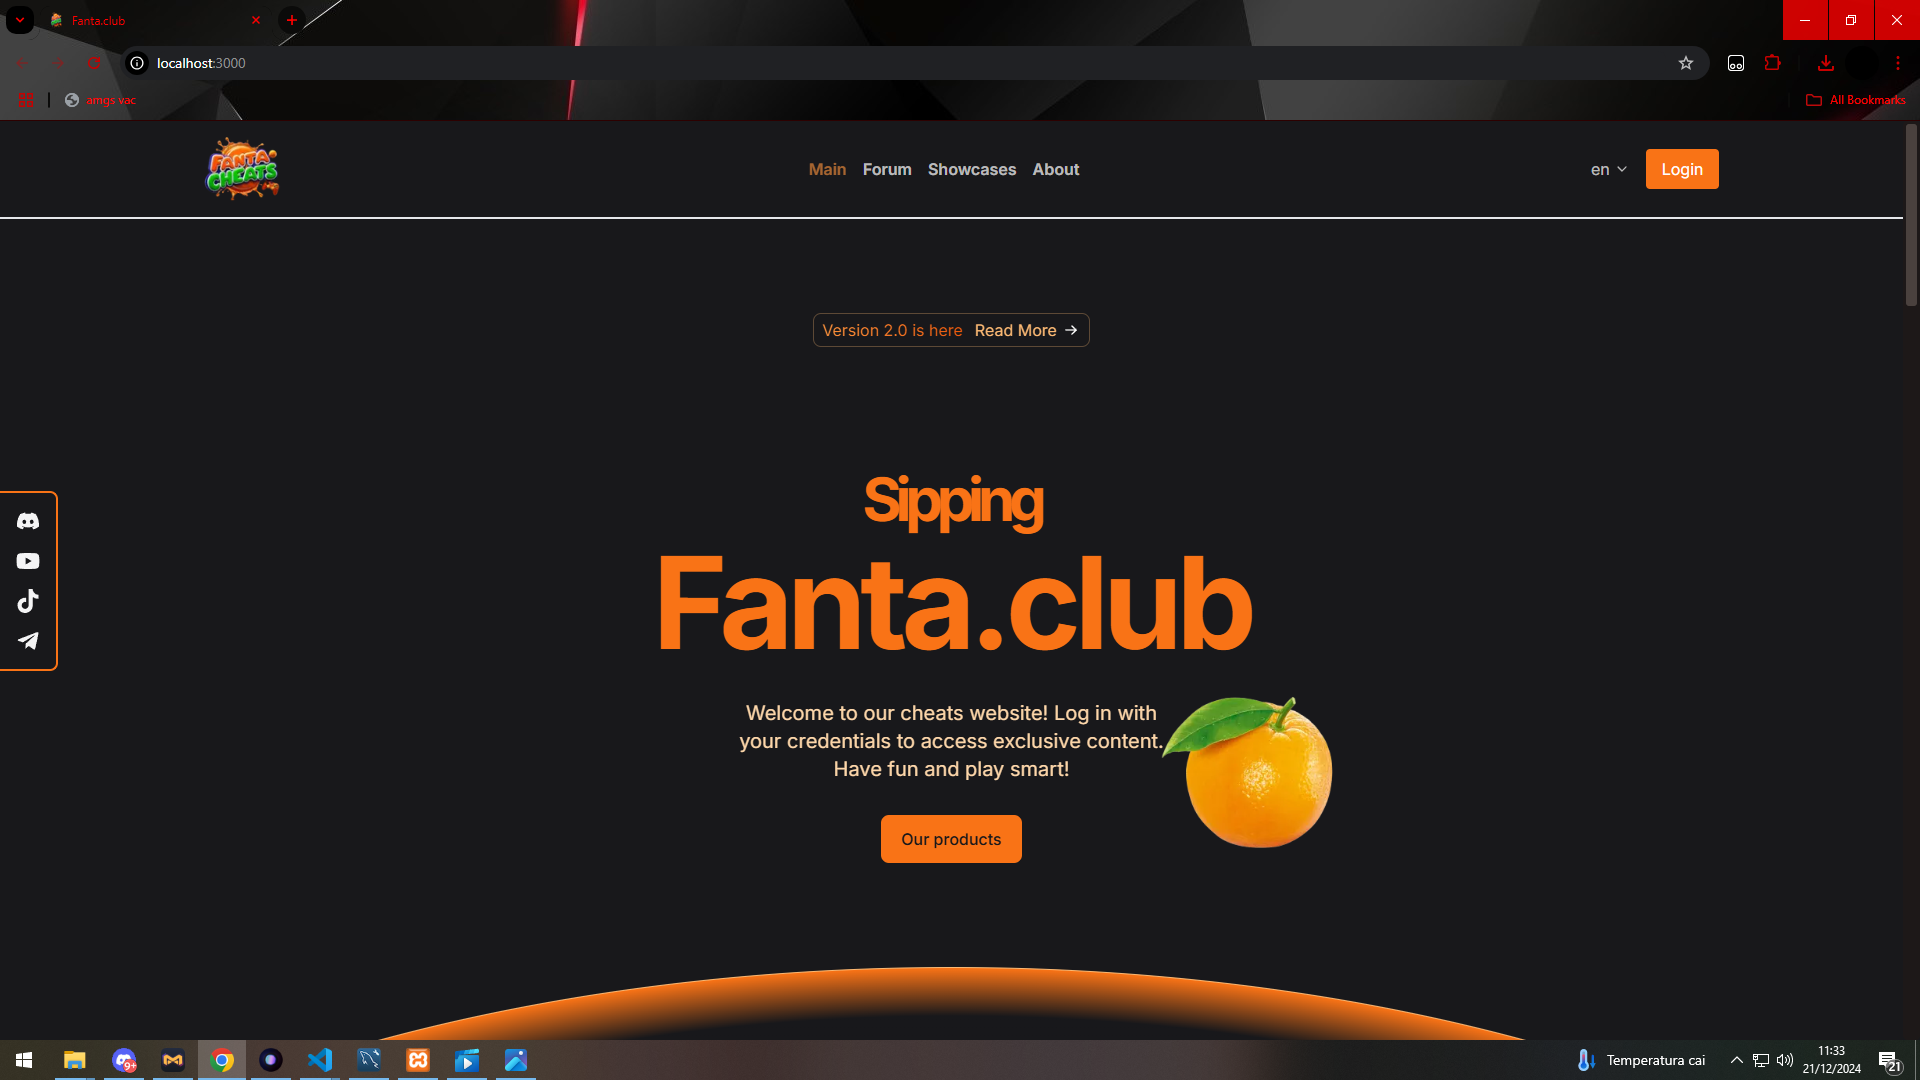 Fanta.club
localhost:3000
amgs vac
All Bookmarks
FANTA
CHEATS
Main Forum Showcases About
en
Login
Version 2.0 is here Read More →
Sipping
Fanta.club
Welcome to our cheats website! Log in with
your credentials to access exclusive content.
Have fun and play smart!
Our products
9+
Temperatura cai
11:33
21/12/2024
21